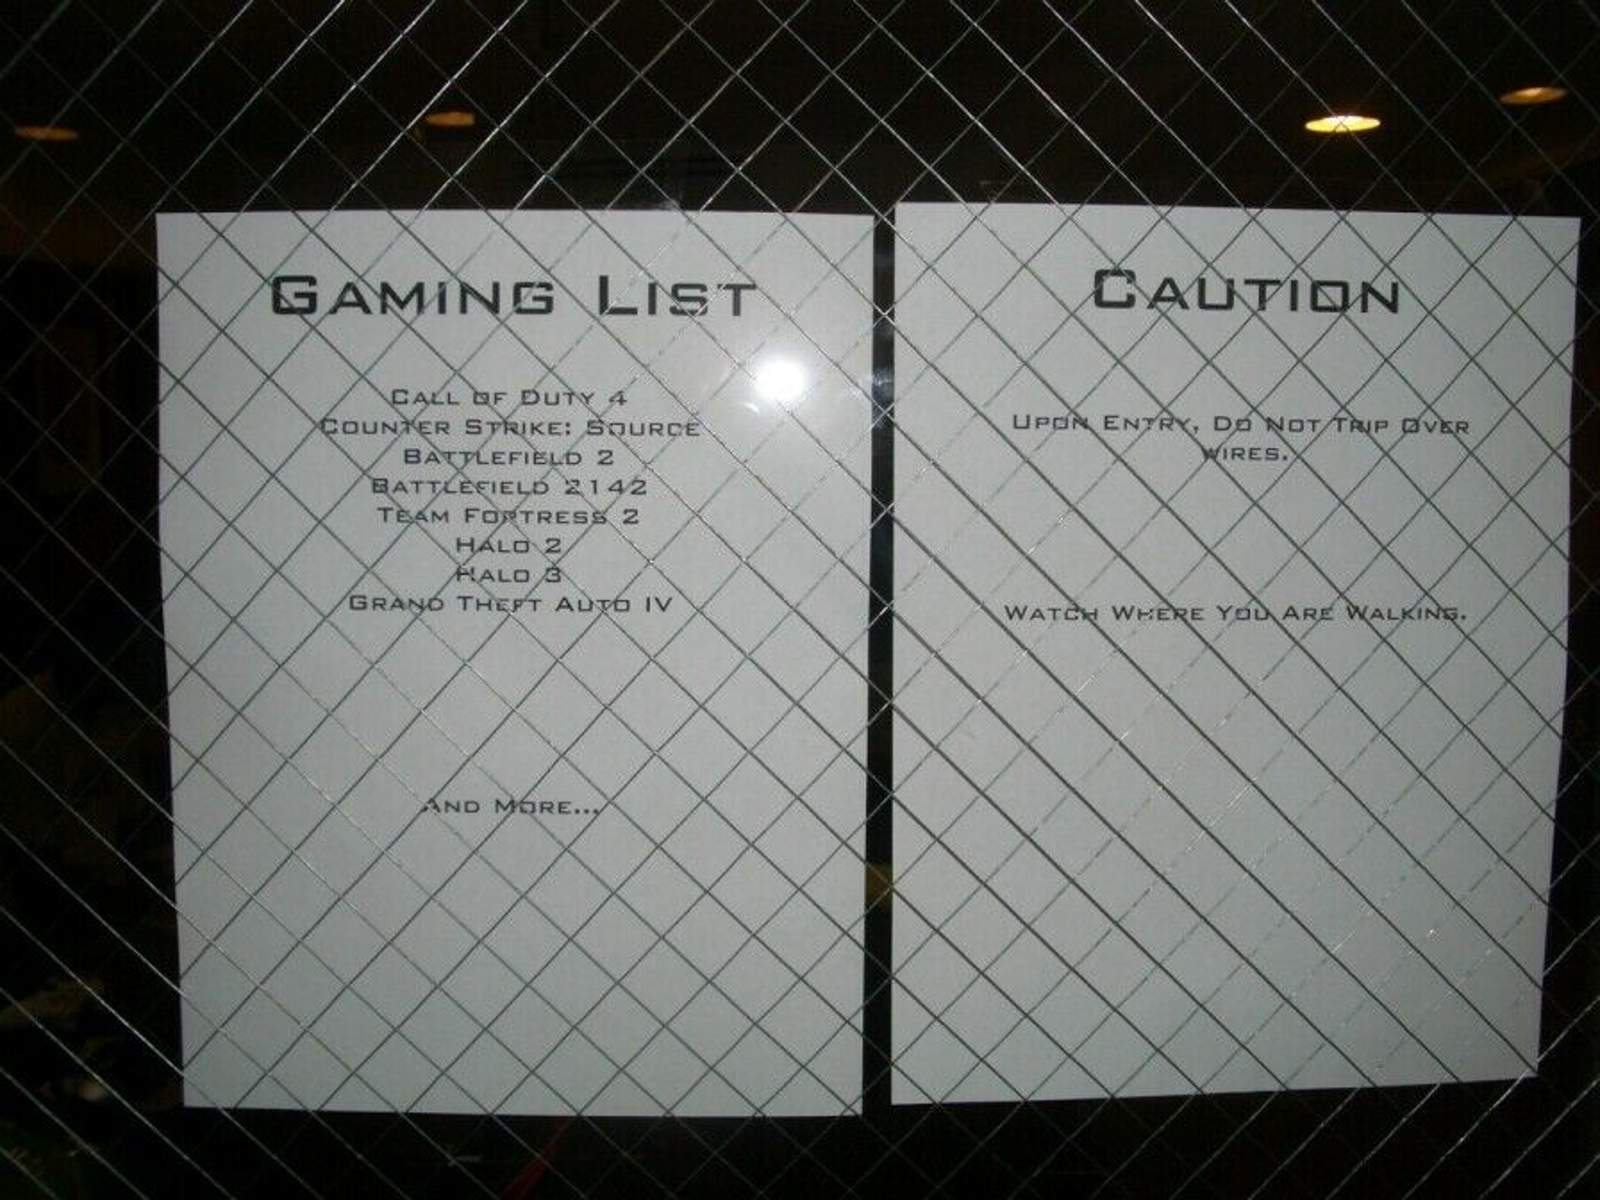 Gaming List
Call of Duty 4
Counter Strike: Source
Battlefield 2
Battlefield 2142
Team Fortress 2
Halo 2
Halo 3
Grand Theft Auto IV
And More...
Caution
Upon Entry, Do Not Trip Over
wires.
Watch Where You Are Walking.